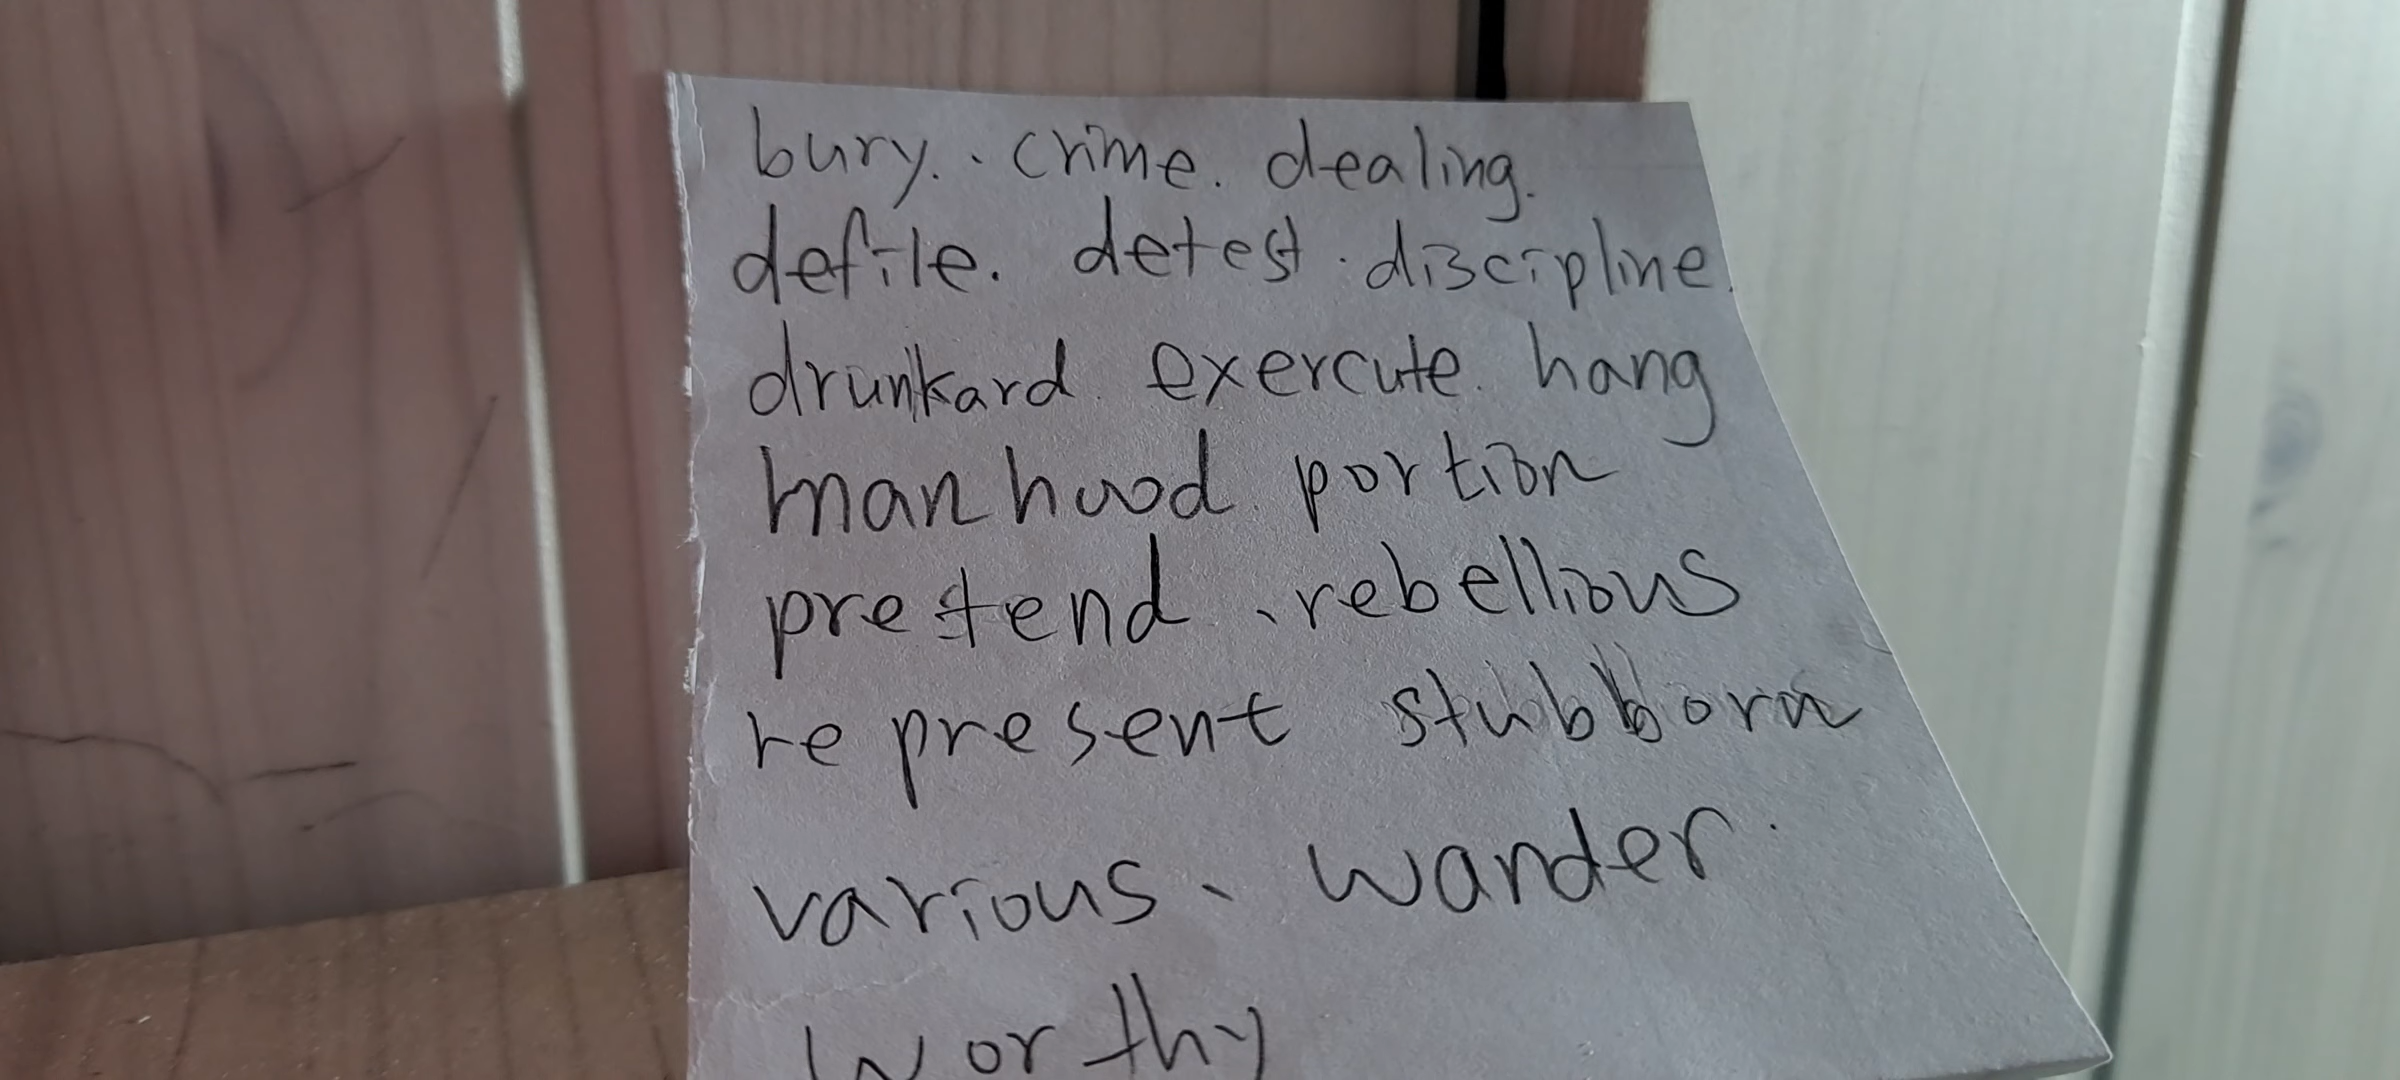 bury. . crime. dealing.
defile. detest . discipline.
drunkard. exercute. hang
manhood. portion
pretend . rebellious
represent stubborn
various. wander.
worthy